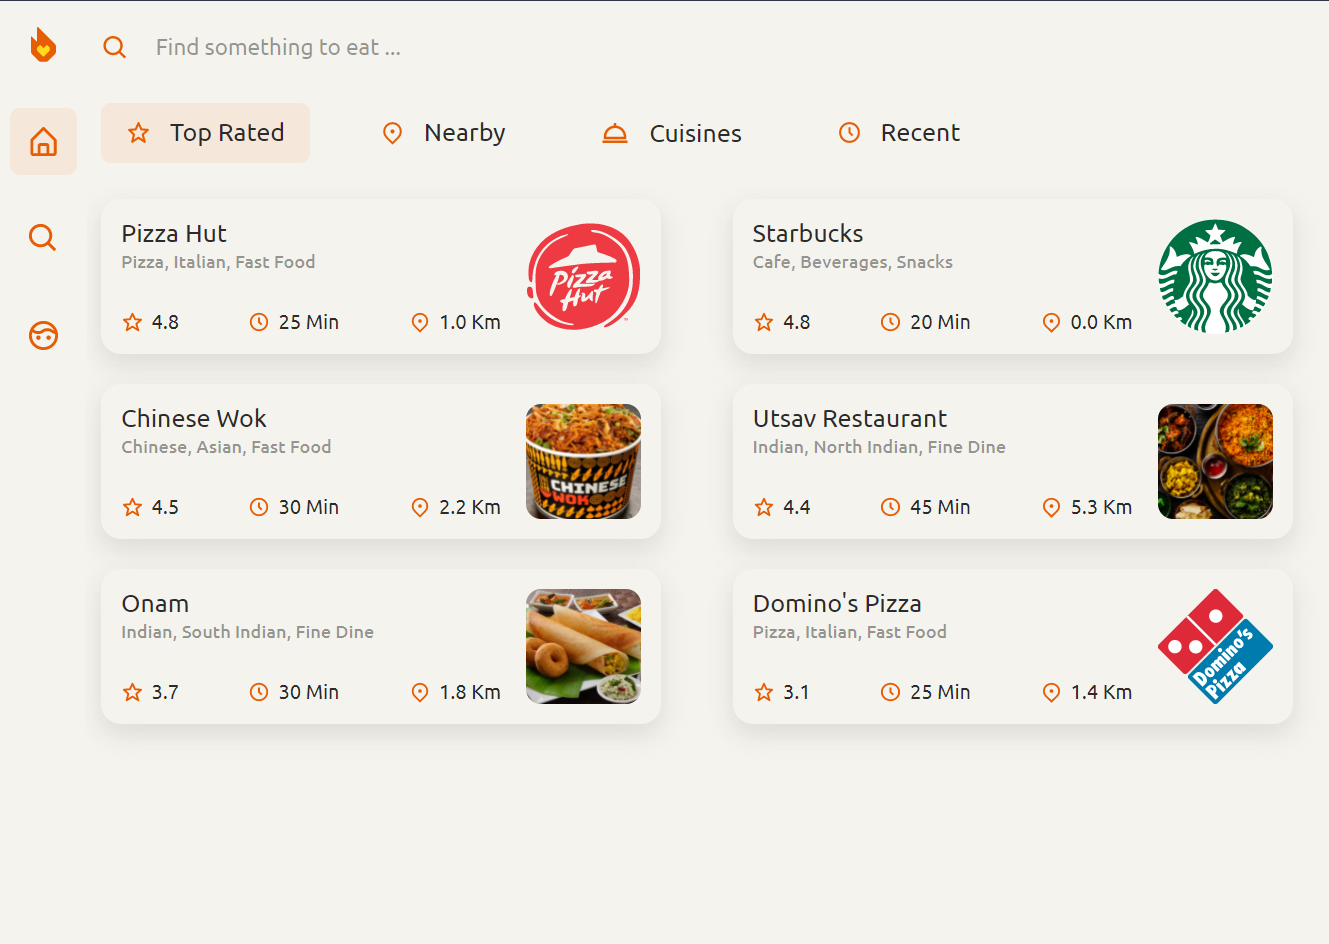 Find something to eat ...
Top Rated
Nearby
Cuisines
Recent
Pizza Hut
Pizza, Italian, Fast Food
4.8
25 Min
1.0 Km
Pizza
Hut
Starbucks
Cafe, Beverages, Snacks
4.8
20 Min
0.0 Km
Chinese Wok
Chinese, Asian, Fast Food
4.5
30 Min
2.2 Km
CHINESE
WOK
Utsav Restaurant
Indian, North Indian, Fine Dine
4.4
45 Min
5.3 Km
Onam
Indian, South Indian, Fine Dine
3.7
30 Min
1.8 Km
Domino's Pizza
Pizza, Italian, Fast Food
3.1
25 Min
1.4 Km
Domino's
Pizza